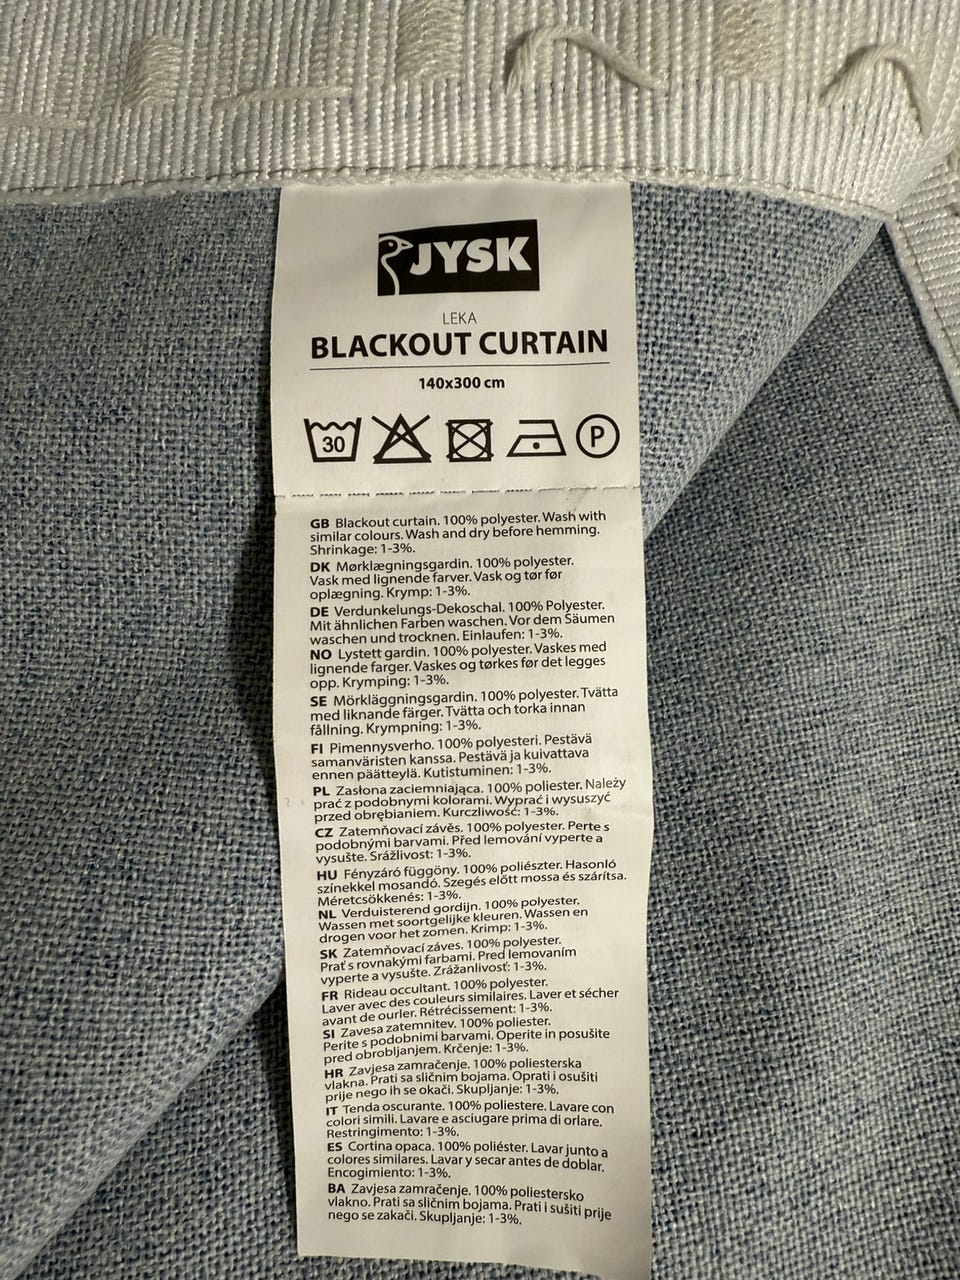 JYSK
LEKA
BLACKOUT CURTAIN
140x300 cm
30
P
GB Blackout curtain. 100% polyester. Wash with
similar colours. Wash and dry before hemming.
Shrinkage: 1-3%.
DK Mørklægningsgardin. 100% polyester.
Vask med lignende farver. Vask og tør før
oplægning. Krymp: 1-3%.
DE Verdunkelungs-Dekoschal. 100% Polyester.
Mit ähnlichen Farben waschen. Vor dem Säumen
waschen und trocknen. Einlaufen: 1-3%.
NO Lystett gardin. 100% polyester. Vaskes med
lignende farger. Vaskes og tørkes før det legges
opp. Krymping: 1-3%.
SE Mörkläggningsgardin. 100% polyester. Tvätta
med liknande färger. Tvätta och torka innan
fållning. Krympning: 1-3%.
FI Pimennysverho. 100% polyesteri. Pestävä
samanväristen kanssa. Pestävä ja kuivattava
ennen päätteylä. Kutistuminen: 1-3%.
PL Zasłona zaciemniająca. 100% poliester. Należy
prać z podobnymi kolorami. Wyprać i wysuszyć
przed obrębianiem. Kurczliwość: 1-3%.
CZ Zatemňovací závěs. 100% polyester. Perte s
podobnými barvami. Před lemování vyperte a
vysušte. Srážlivost: 1-3%.
HU Fényzáró függöny. 100% poliészter. Hasonló
színekkel mosandó. Szegés előtt mossa és szárítsa.
Méretcsökkenés: 1-3%.
NL Verduisterend gordijn. 100% polyester.
Wassen met soortgelijke kleuren. Wassen en
drogen voor het zomen. Krimp: 1-3%.
SK Zatemňovací záves. 100% polyester.
Prať s rovnakými farbami. Pred lemovaním
vyperte a vysušte. Zrážanlivosť: 1-3%.
FR Rideau occultant. 100% polyester.
Laver avec des couleurs similaires. Laver et sécher
avant de ourler. Rétrécissement: 1-3%.
SI Zavesa zatemnitev. 100% poliester.
Perite s podobnimi barvami. Operite in posušite
pred obrobljanjem. Krčenje: 1-3%.
HR Zavjesa zamračenje. 100% poliesterska
vlakna. Prati sa sličnim bojama. Oprati i osušiti
prije nego ih se okači. Skupljanje: 1-3%.
IT Tenda oscurante. 100% poliestere. Lavare con
colori simili. Lavare e asciugare prima di orlare.
Restringimento: 1-3%.
ES Cortina opaca. 100% poliéster. Lavar junto a
colores similares. Lavar y secar antes de doblar.
Encogimiento: 1-3%.
BA Zavjesa zamračenje. 100% poliestersko
vlakno. Prati sa sličnim bojama. Prati i sušiti prije
nego se zakači. Skupljanje: 1-3%.